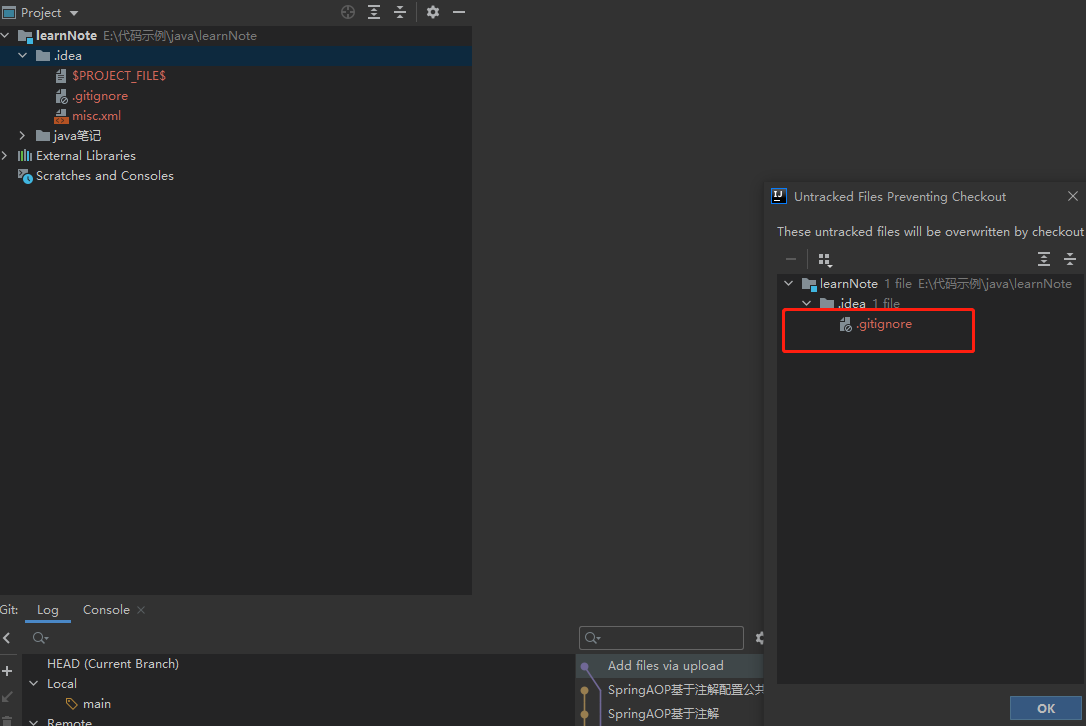 Project
learnNote E:\代码示例\java\learnNote
.idea
$PROJECT_FILE$
.gitignore
misc.xml
java笔记
External Libraries
Scratches and Consoles
Untracked Files Preventing Checkout
These untracked files will be overwritten by checkout
learnNote 1 file E:\代码示例\java\learnNote
.idea 1 file
.gitignore
Git: Log Console
HEAD (Current Branch)
Local
main
Remote
Add files via upload
SpringAOP基于注解配置公共
SpringAOP基于注解
OK